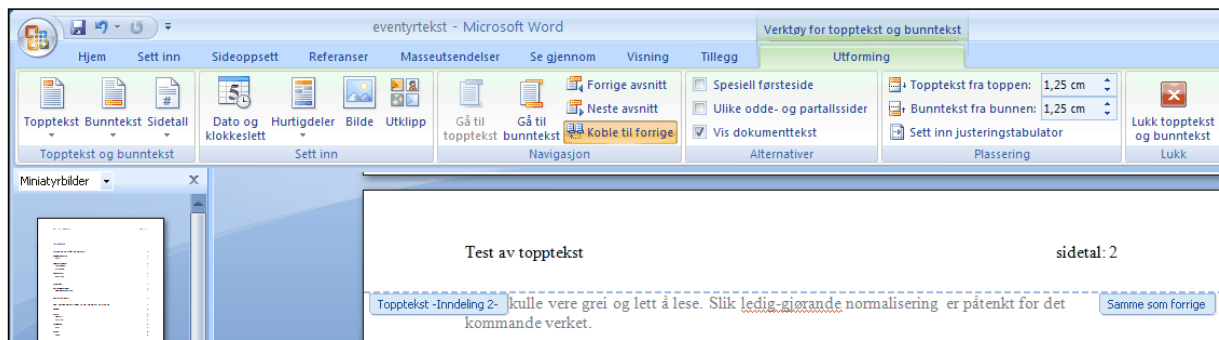 eventyrtekst - Microsoft Word
Verktøy for topptekst og bunntekst
Hjem Sett inn Sideoppsett Referanser Masseutsendelser Se gjennom Visning Tillegg Utforming
Topptekst Bunntekst Sidetall
Topptekst og bunntekst
5
Dato og klokkeslett
Hurtigdeler
Bilde
Utklipp
Sett inn
Gå til topptekst
Gå til bunntekst
Forrige avsnitt
Neste avsnitt
Koble til forrige
Navigasjon
Spesiell førsteside
Ulike odde- og partallssider
Vis dokumenttekst
Alternativer
Topptekst fra toppen: 1,25 cm
Bunntekst fra bunnen: 1,25 cm
Sett inn justeringstabulator
Plassering
Lukk topptekst og bunntekst
Lukk
Miniatyrbilder
Test av topptekst sidetal: 2
Topptekst -Inndeling 2-
kulle vere grei og lett å lese. Slik ledig-gjørande normalisering er påtenkt for det
Samme som forrige
kommande verket.